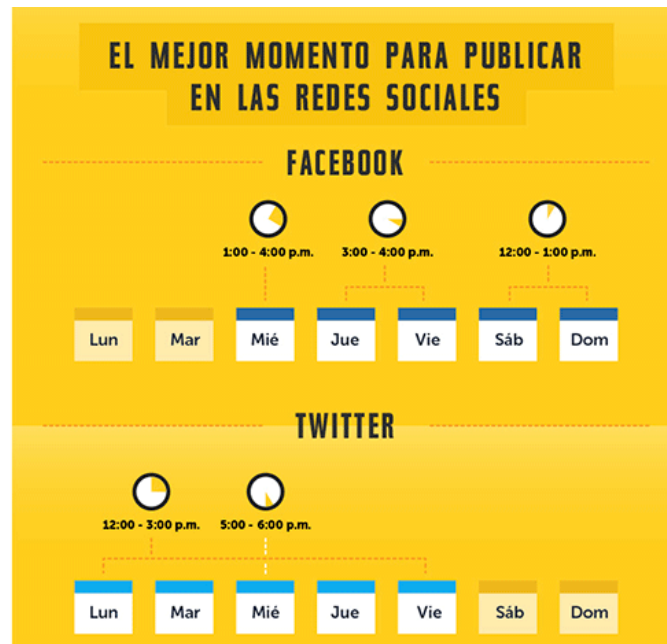 EL MEJOR MOMENTO PARA PUBLICAR
EN LAS REDES SOCIALES
FACEBOOK
1:00 - 4:00 p.m. 3:00 - 4:00 p.m. 12:00 - 1:00 p.m.
Lun Mar Mié Jue Vie Sáb Dom
TWITTER
12:00 - 3:00 p.m. 5:00 - 6:00 p.m.
Lun Mar Mié Jue Vie Sáb Dom